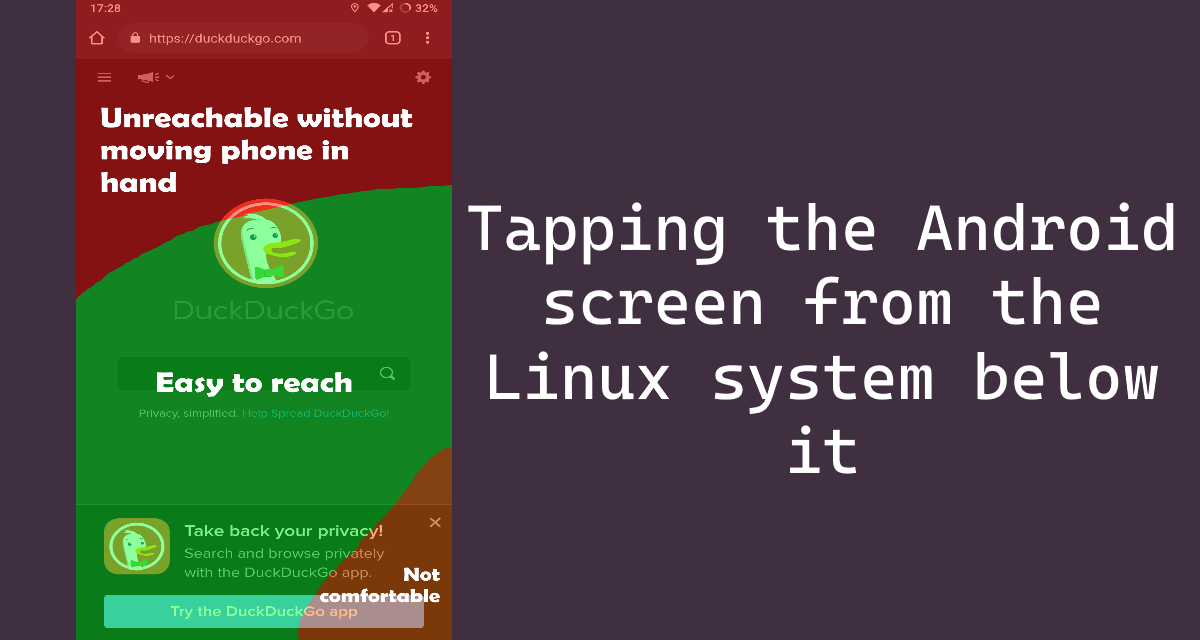 17:28
32%
https://duckduckgo.com
1
Unreachable without
moving phone in
hand
DuckDuckGo
Easy to reach
Privacy, simplified. Help Spread DuckDuckGo!
Take back your privacy!
Search and browse privately
with the DuckDuckGo app.
Not
comfortable
Try the DuckDuckGo app
Tapping the Android
screen from the
Linux system below
it